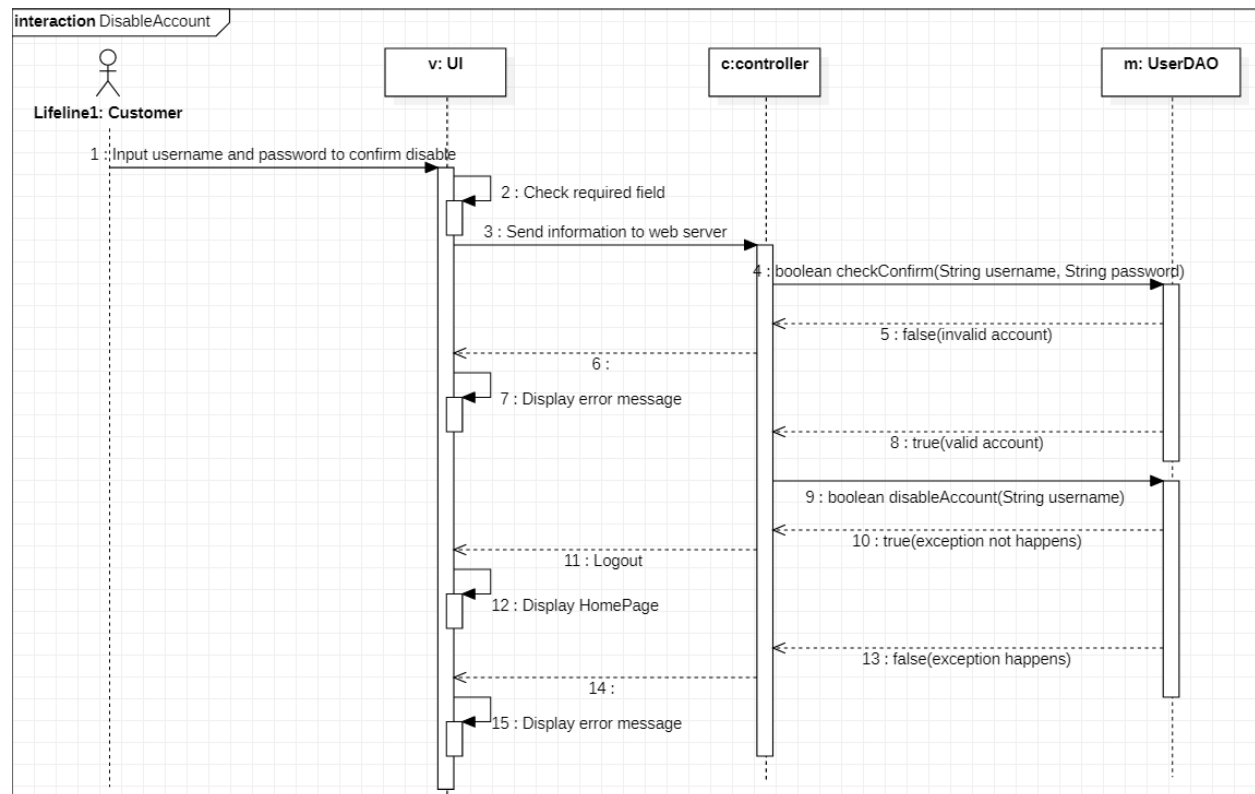 interaction DisableAccount
v: UI
c:controller
m: UserDAO
Lifeline1: Customer
1 : Input username and password to confirm disable
2 : Check required field
3 : Send information to web server
4 : boolean checkConfirm(String username, String password)
5 : false(invalid account)
6 :
7 : Display error message
8 : true(valid account)
9 : boolean disableAccount(String username)
10 : true(exception not happens)
11 : Logout
12 : Display HomePage
13 : false(exception happens)
14 :
15 : Display error message